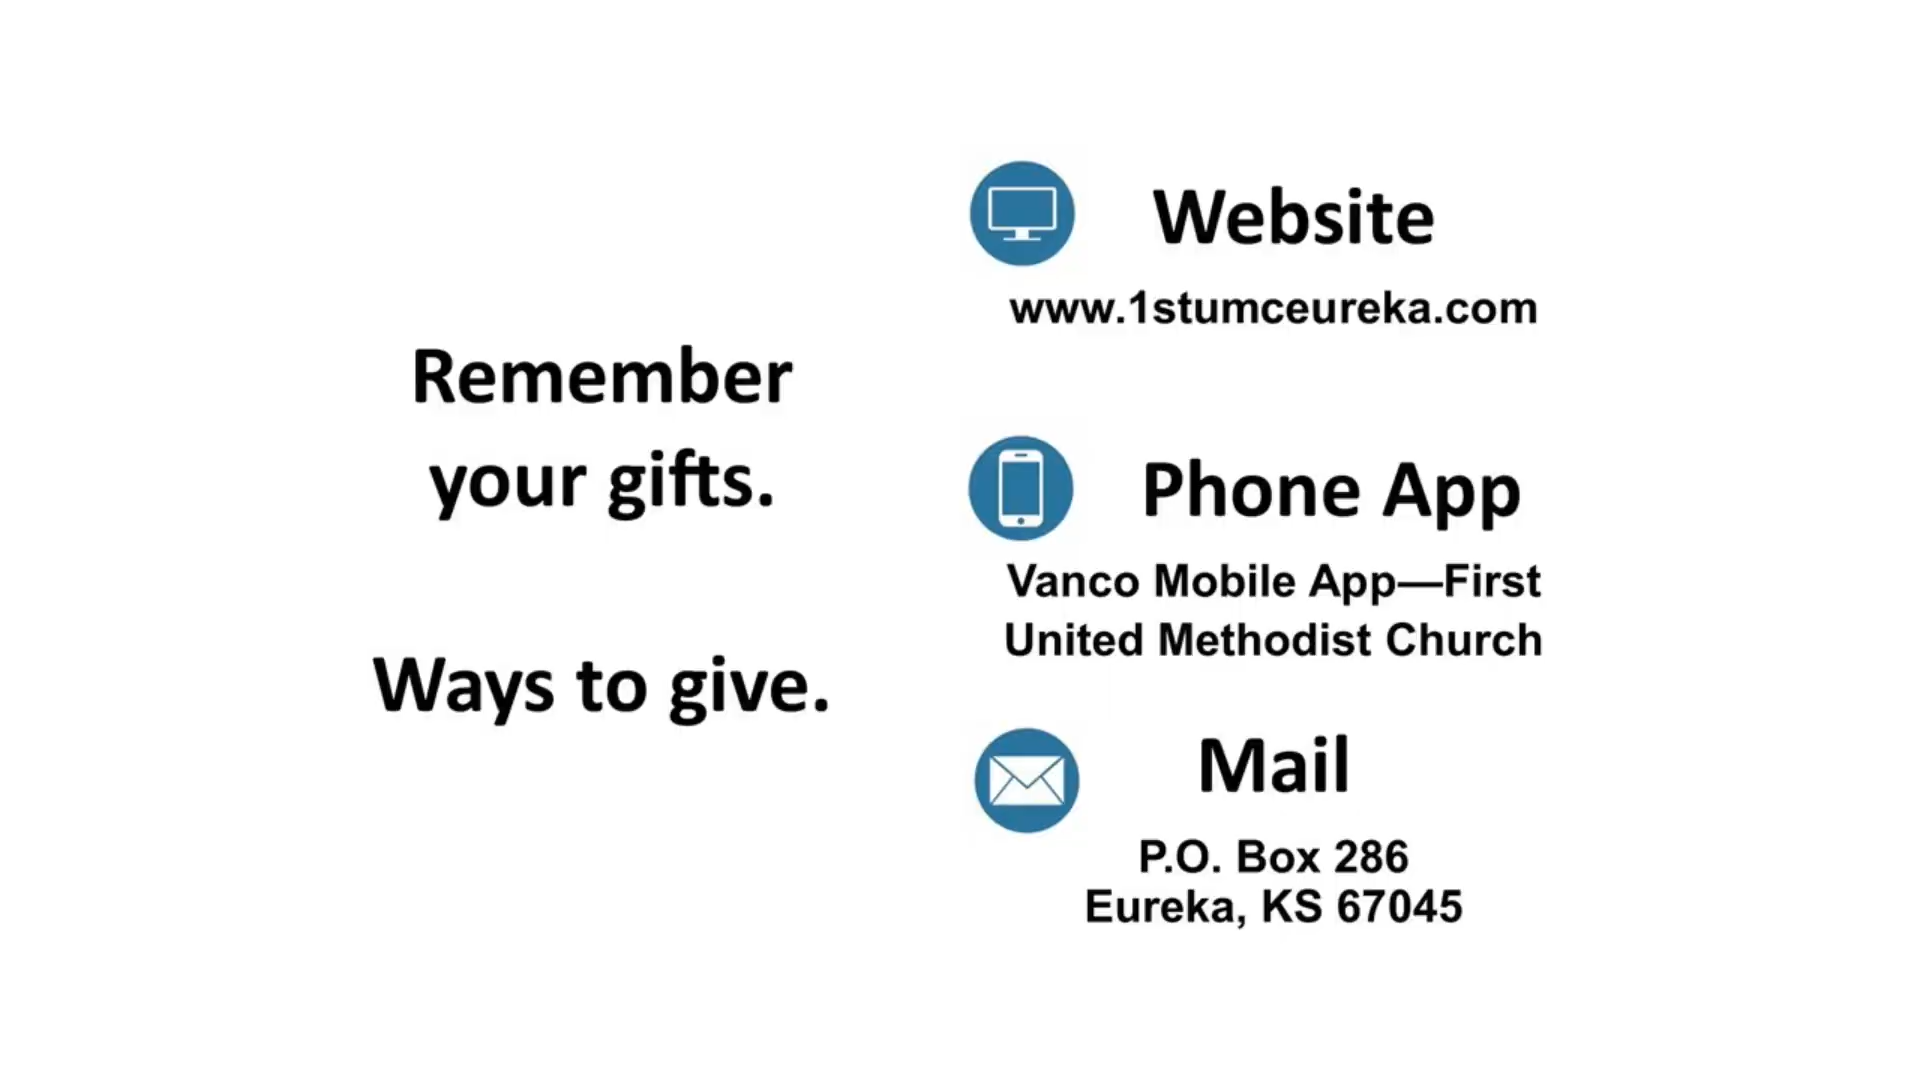 Remember
your gifts.
Ways to give.
Website
www.1stumceureka.com
Phone App
Vanco Mobile App—First
United Methodist Church
Mail
P.O. Box 286
Eureka, KS 67045